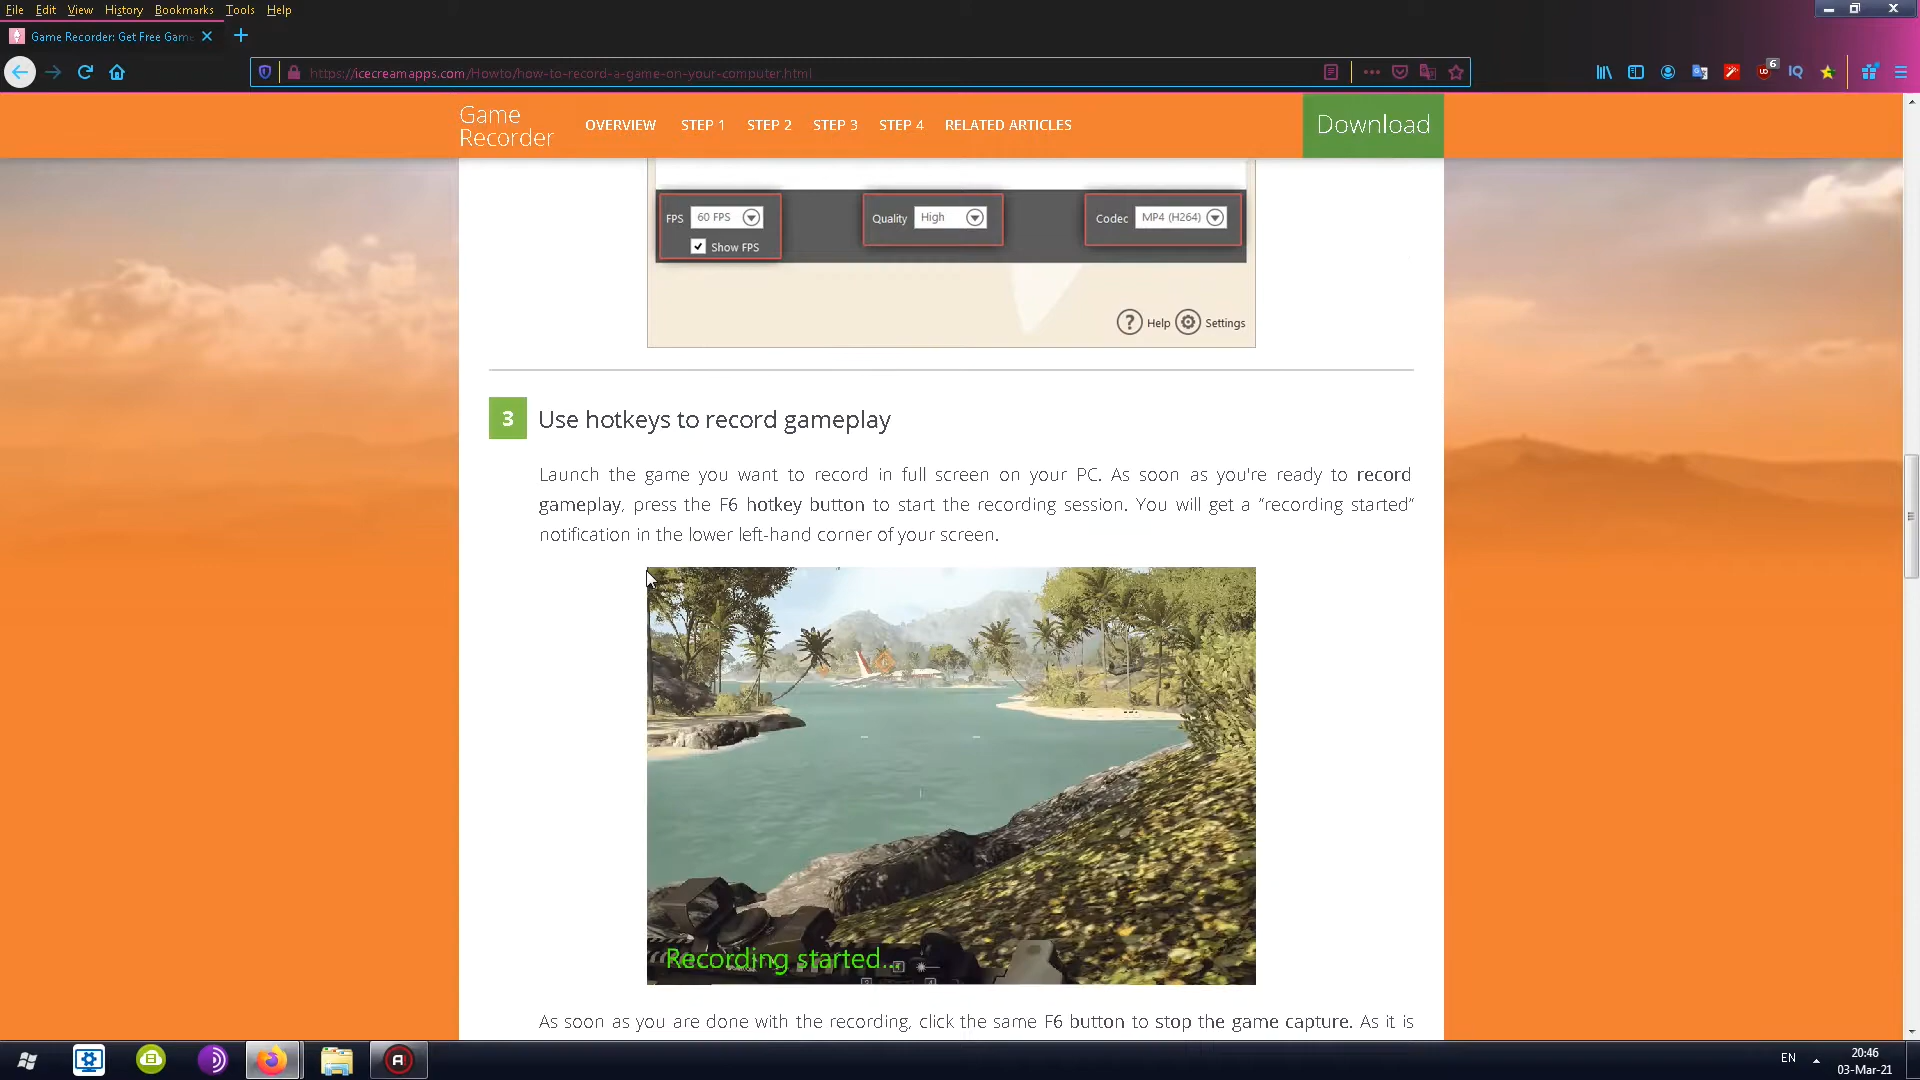 File Edit View History Bookmarks Tools Help
Game Recorder: Get Free Gam
https://icecreamapps.com/Howto/how-to-record-a-game-on-your-computer.html
6
IQ
Game
Recorder
OVERVIEW STEP 1 STEP 2 STEP 3 STEP 4 RELATED ARTICLES
Download
FPS 60 FPS Quality High Codec MP4 (H264)
Show FPS
? Help Settings
3 Use hotkeys to record gameplay
Launch the game you want to record in full screen on your PC. As soon as you're ready to record
gameplay, press the F6 hotkey button to start the recording session. You will get a “recording started”
notification in the lower left-hand corner of your screen.
Recording started...
As soon as you are done with the recording, click the same F6 button to stop the game capture. As it is
EN
20:46
03-Mar-21